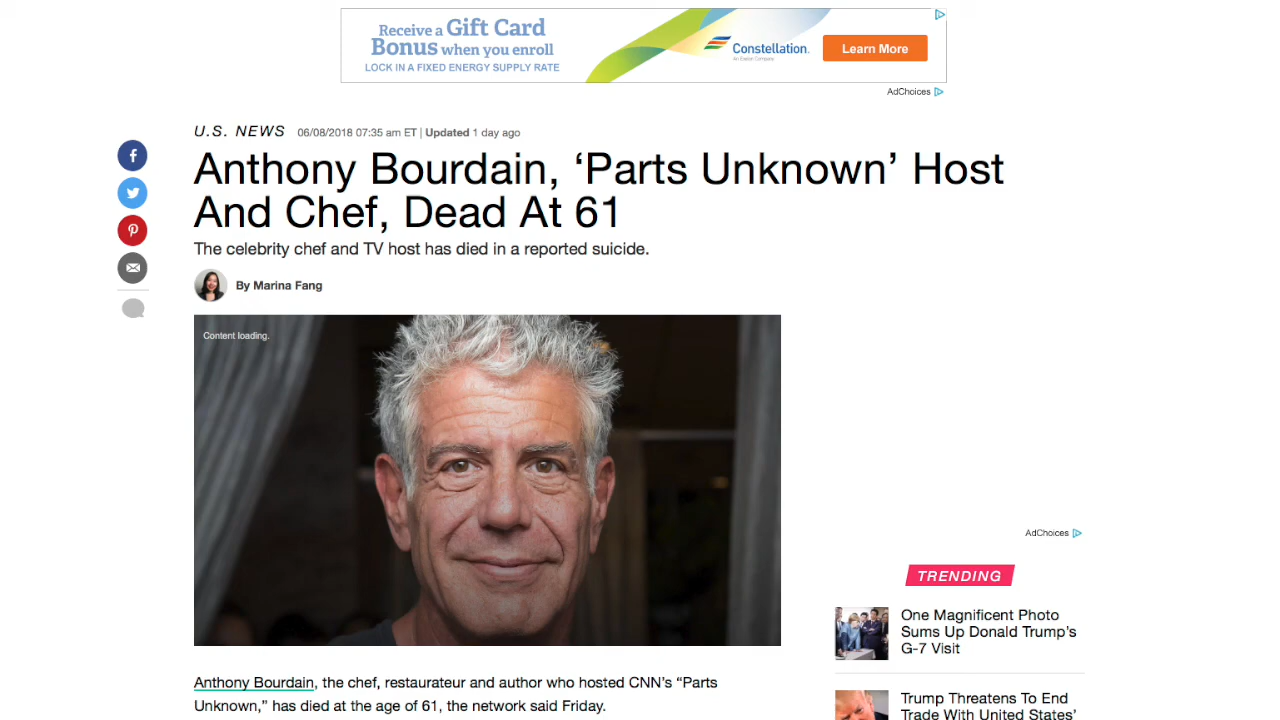 Receive a Gift Card
Bonus when you enroll
LOCK IN A FIXED ENERGY SUPPLY RATE
Constellation.
An Exelon Company
Learn More
AdChoices
U.S. NEWS 06/08/2018 07:35 am ET | Updated 1 day ago
Anthony Bourdain, ‘Parts Unknown’ Host
And Chef, Dead At 61
The celebrity chef and TV host has died in a reported suicide.
By Marina Fang
Content loading.
Anthony Bourdain, the chef, restaurateur and author who hosted CNN’s “Parts
Unknown,” has died at the age of 61, the network said Friday.
AdChoices
TRENDING
One Magnificent Photo
Sums Up Donald Trump’s
G-7 Visit
Trump Threatens To End
Trade With United States’